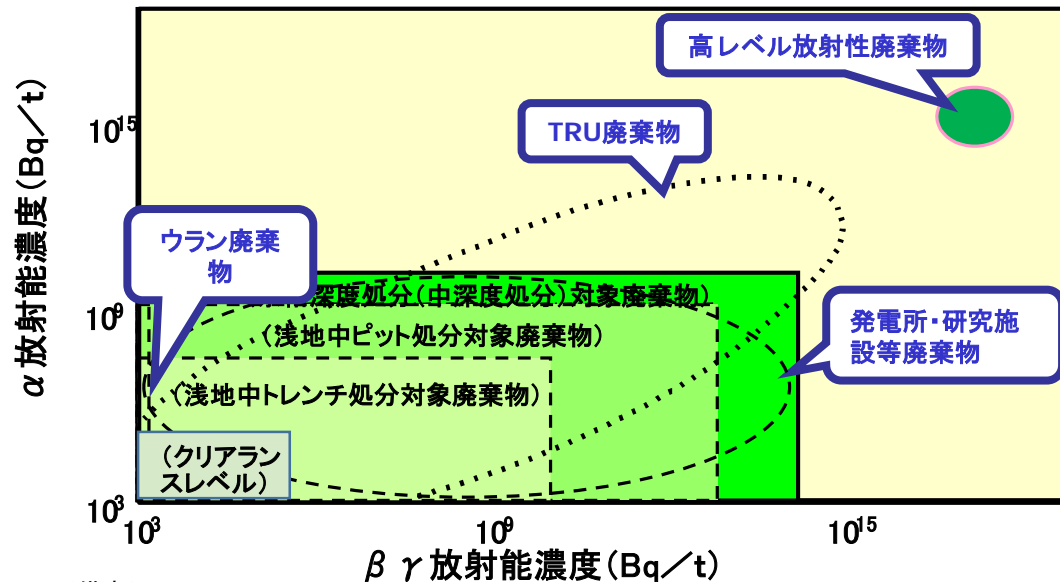 高レベル放射性廃棄物
TRU廃棄物
ウラン廃棄
物
深度処分(中深度処分)対象廃棄物)
(浅地中ピット処分対象廃棄物)
(浅地中トレンチ処分対象廃棄物)
(クリアラン
スレベル)
発電所・研究施
設等廃棄物
α放射能濃度(Bq/t)
10¹⁵
10⁹
10³
10³
10⁹
10¹⁵
βγ放射能濃度(Bq/t)